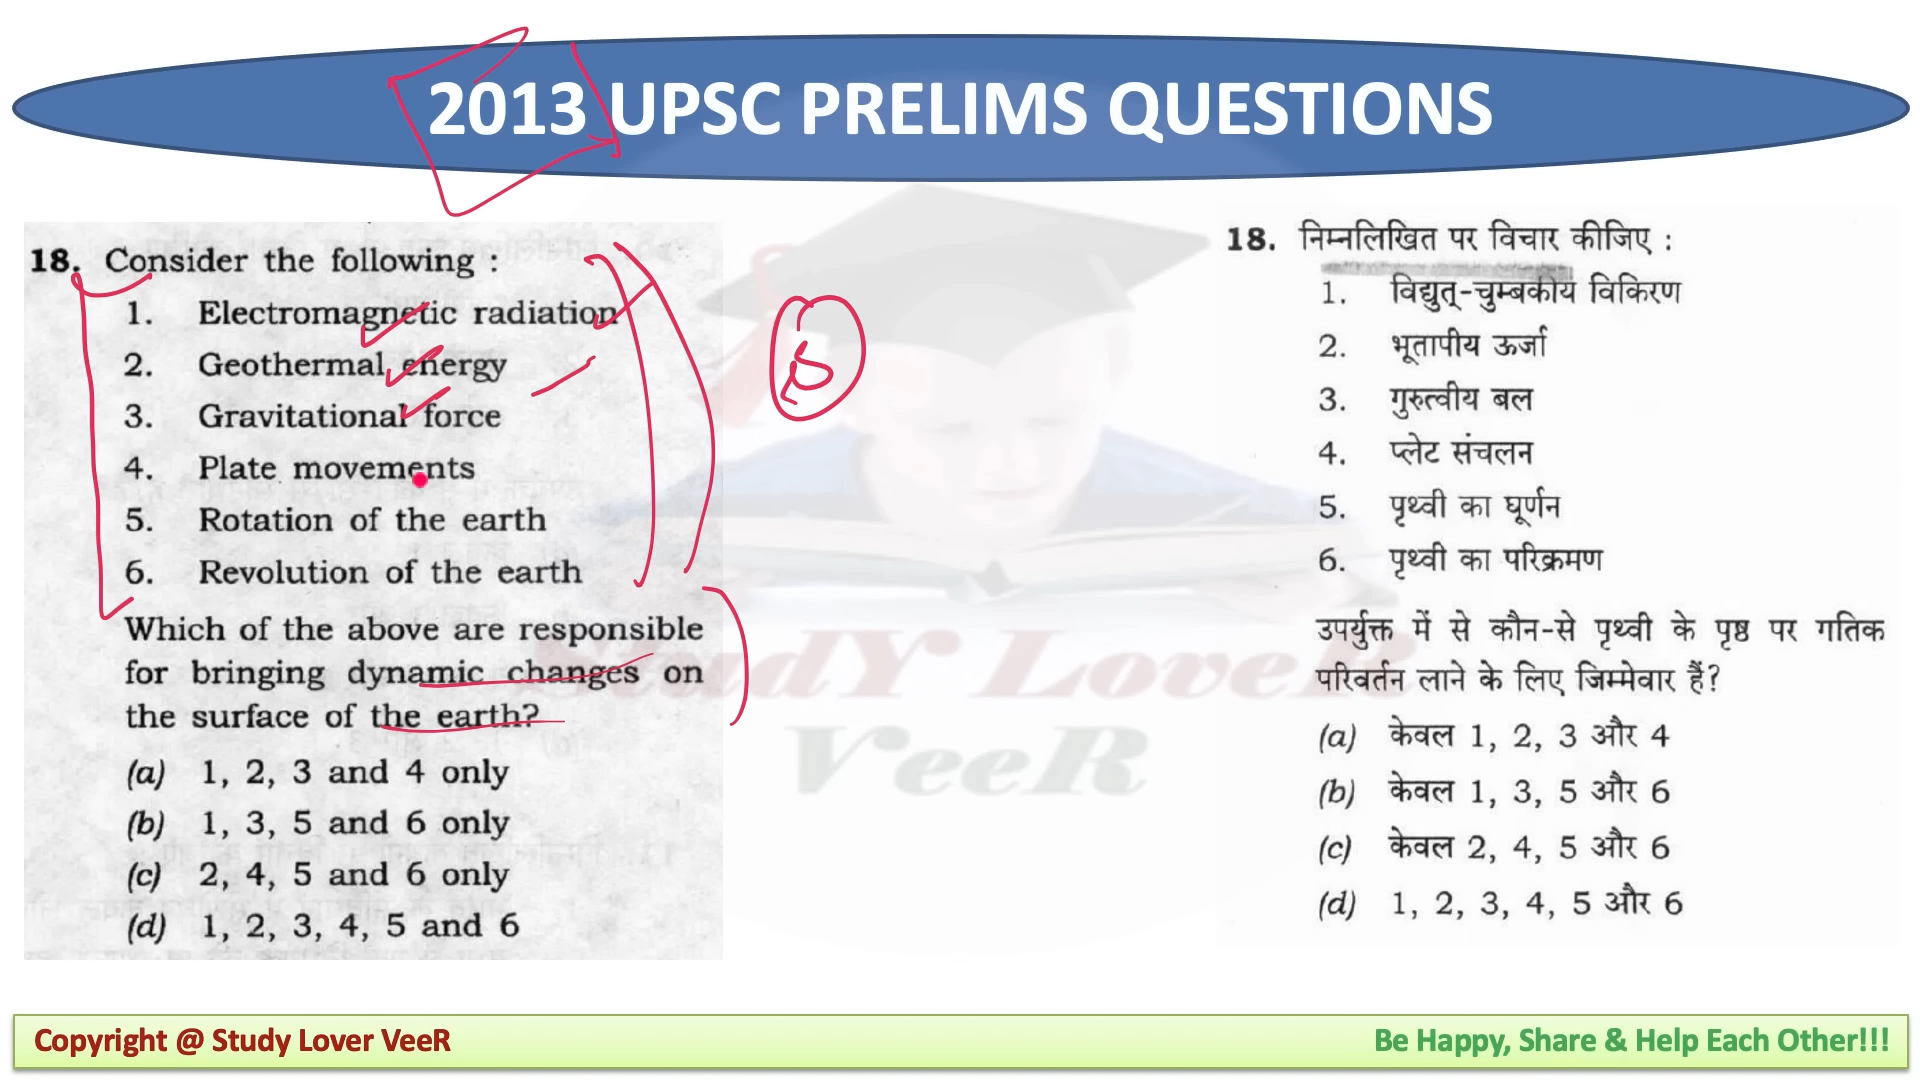 2013 UPSC PRELIMS QUESTIONS
18. Consider the following :
1. Electromagnetic radiation
2. Geothermal energy
3. Gravitational force
4. Plate movements
5. Rotation of the earth
6. Revolution of the earth
Which of the above are responsible
for bringing dynamic changes on
the surface of the earth?
(a) 1, 2, 3 and 4 only
(b) 1, 3, 5 and 6 only
(c) 2, 4, 5 and 6 only
(d) 1, 2, 3, 4, 5 and 6
18. निम्नलिखित पर विचार कीजिए :
1. विद्युत्-चुम्बकीय विकिरण
2. भूतापीय ऊर्जा
3. गुरुत्वीय बल
4. प्लेट संचलन
5. पृथ्वी का घूर्णन
6. पृथ्वी का परिक्रमण
उपर्युक्त में से कौन-से पृथ्वी के पृष्ठ पर गतिक
परिवर्तन लाने के लिए जिम्मेवार हैं?
(a) केवल 1, 2, 3 और 4
(b) केवल 1, 3, 5 और 6
(c) केवल 2, 4, 5 और 6
(d) 1, 2, 3, 4, 5 और 6
StudY LoveR
VeeR
Copyright @ Study Lover VeeR
Be Happy, Share & Help Each Other!!!